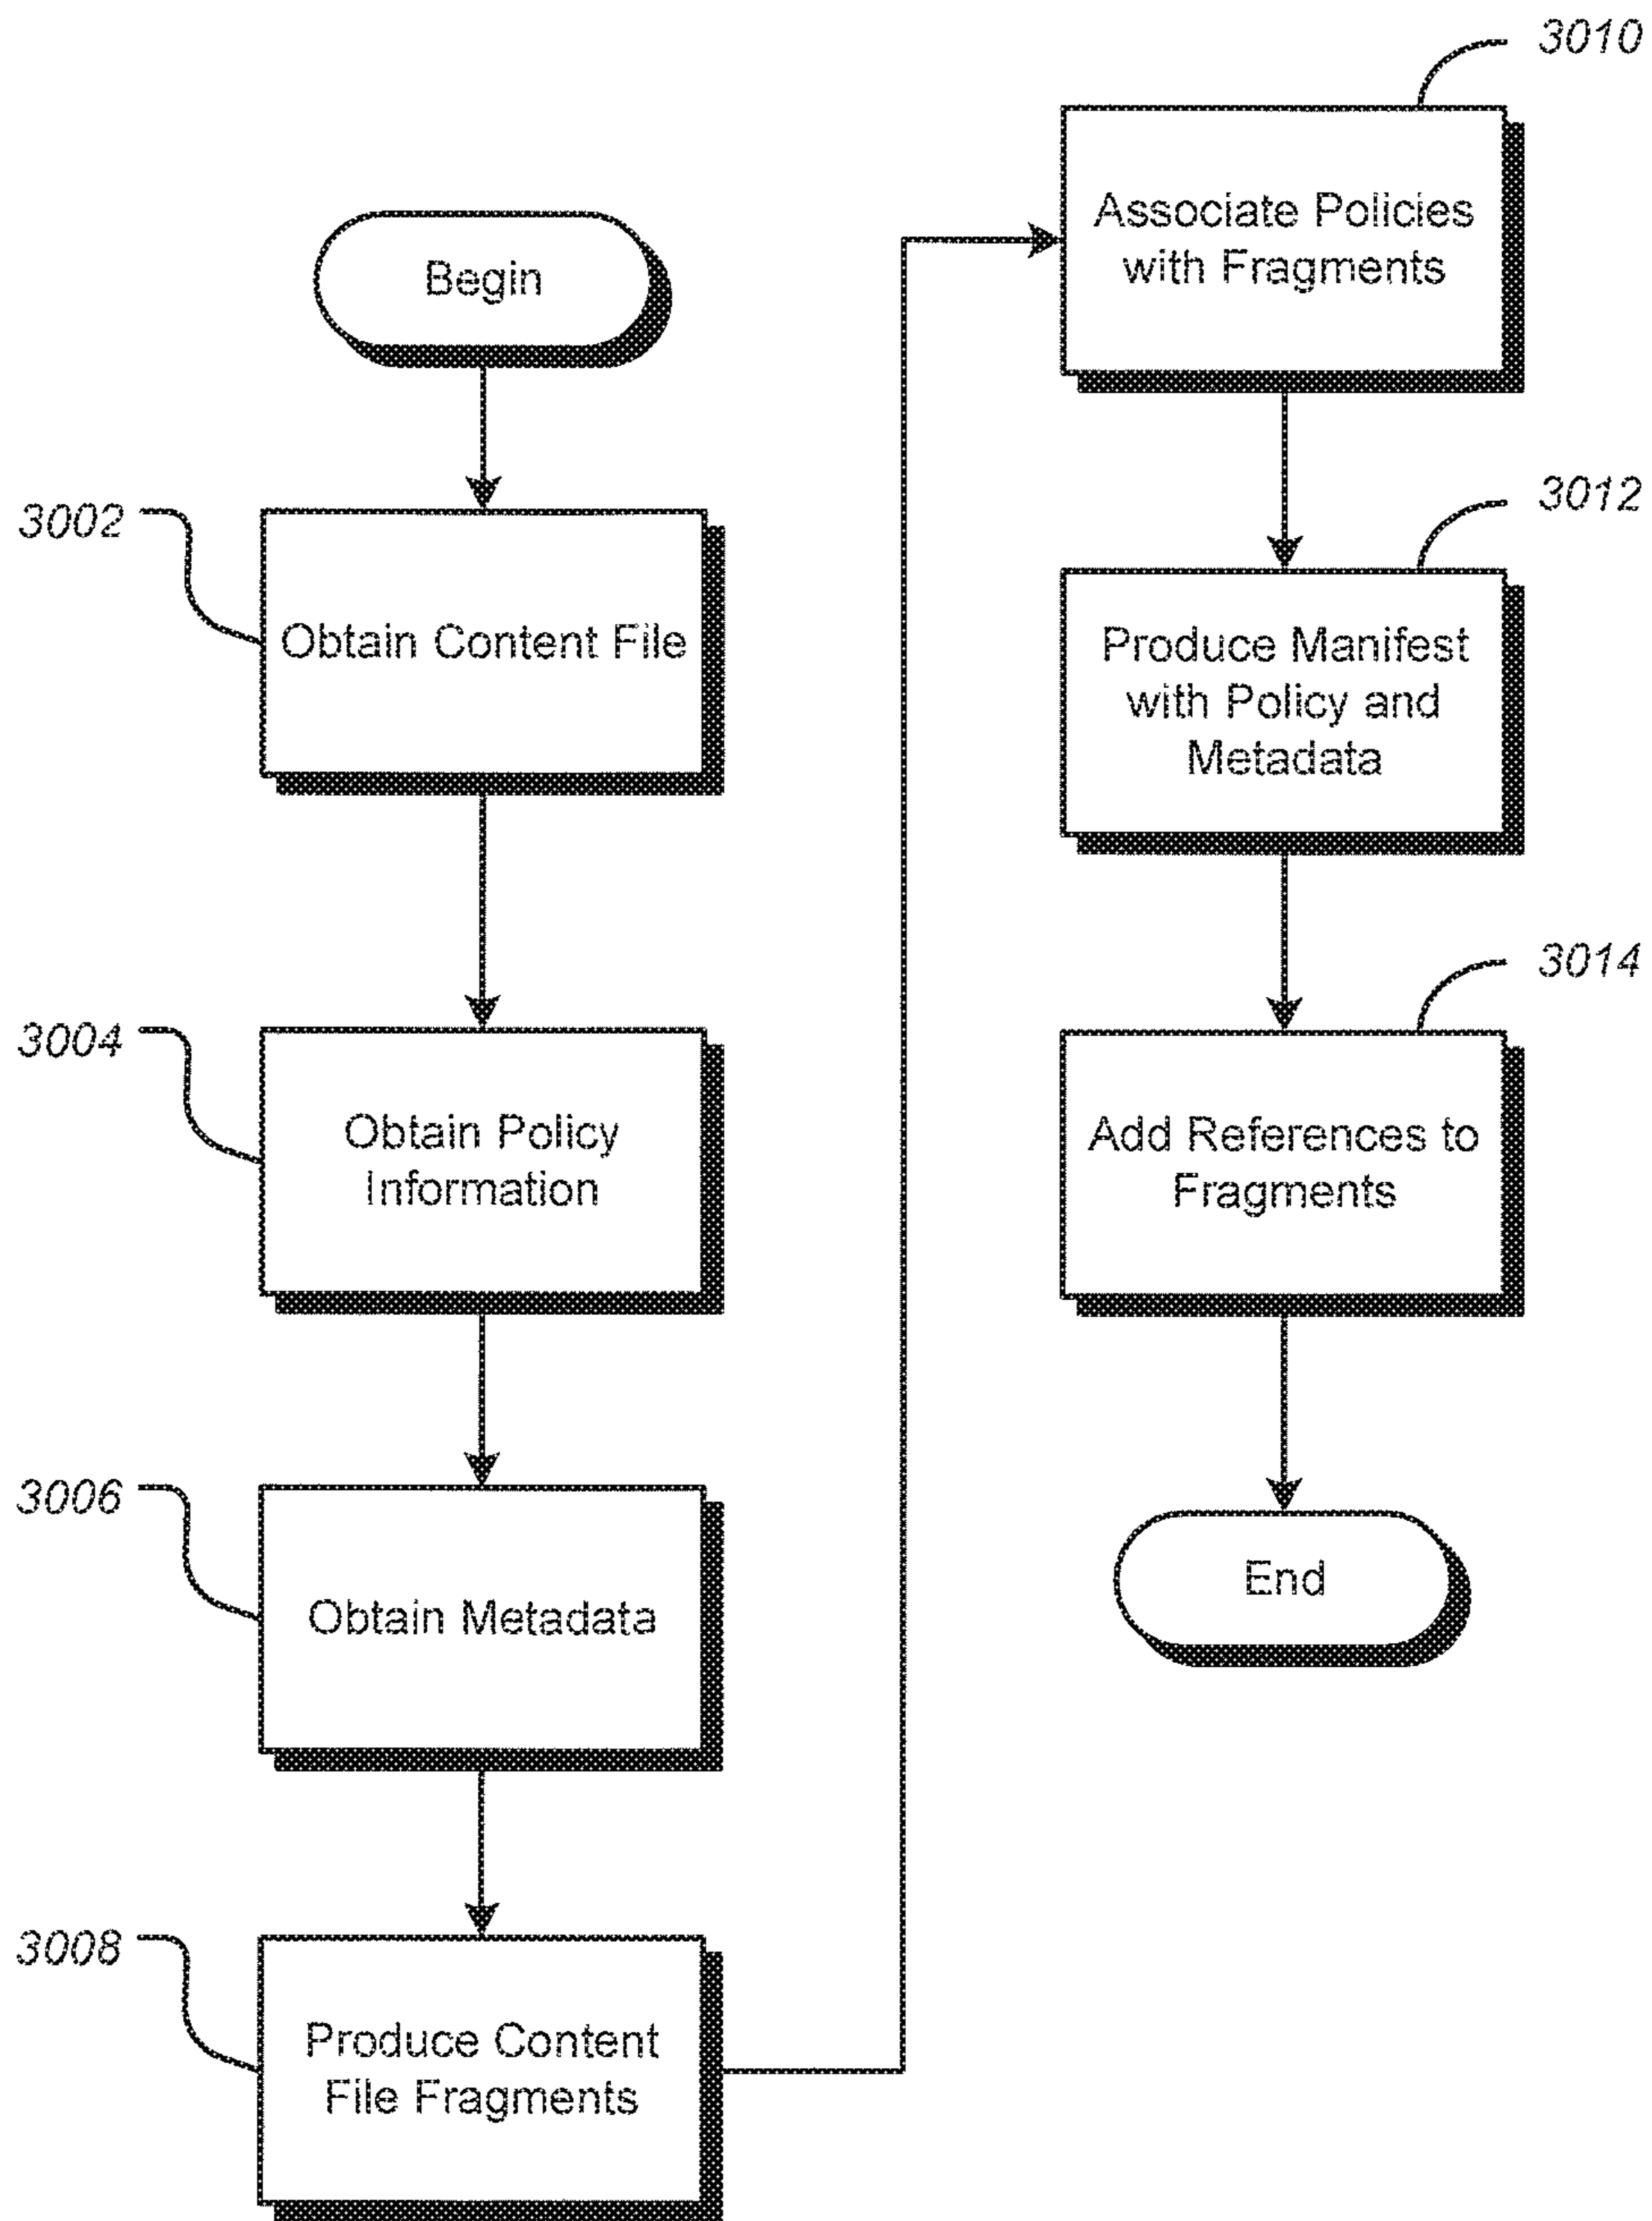 Begin
3002
Obtain Content File
3004
Obtain Policy
Information
3006
Obtain Metadata
3008
Produce Content
File Fragments
3010
Associate Policies
with Fragments
3012
Produce Manifest
with Policy and
Metadata
3014
Add References to
Fragments
End